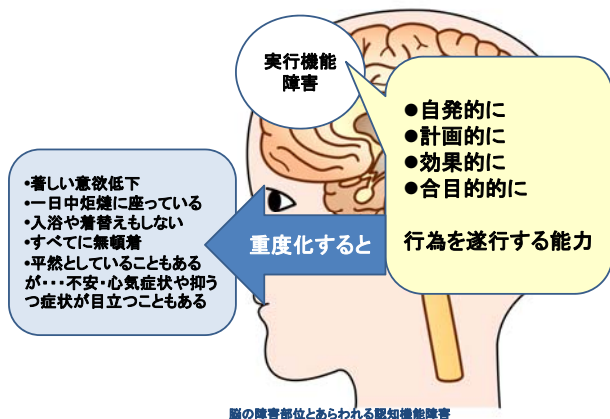 実行機能
障害
●自発的に
●計画的に
●効果的に
●合目的的に
行為を遂行する能力
重度化すると
•著しい意欲低下
•一日中炬燵に座っている
•入浴や着替えもしない
•すべてに無頓着
•平然としていることもある
が・・・不安・心気症状や抑う
つ症状が目立つこともある
脳の障害部位とあらわれる認知機能障害